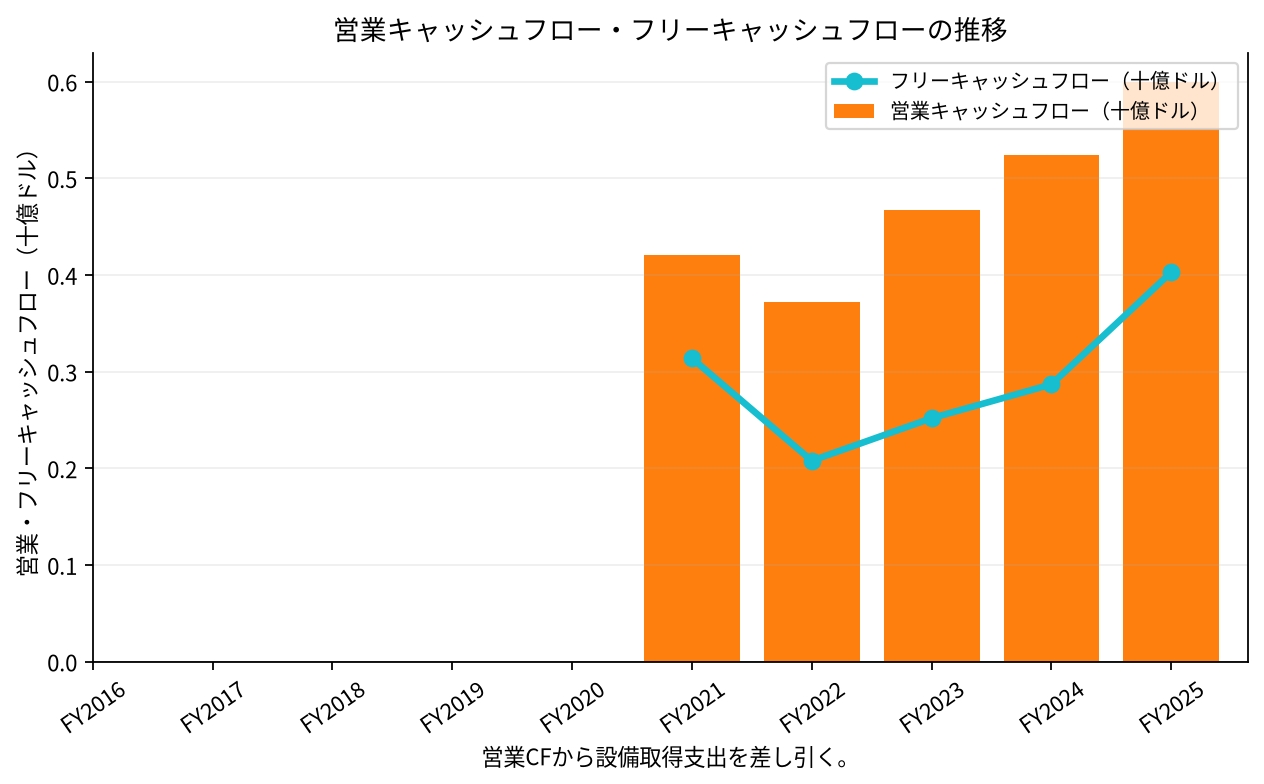 営業キャッシュフロー・フリーキャッシュフローの推移
フリーキャッシュフロー（十億ドル）
営業キャッシュフロー（十億ドル）
営業・フリーキャッシュフロー（十億ドル）
0.6
0.5
0.4
0.3
0.2
0.1
0.0
FY2016
FY2017
FY2018
FY2019
FY2020
FY2021
FY2022
FY2023
FY2024
FY2025
営業CFから設備取得支出を差し引く。